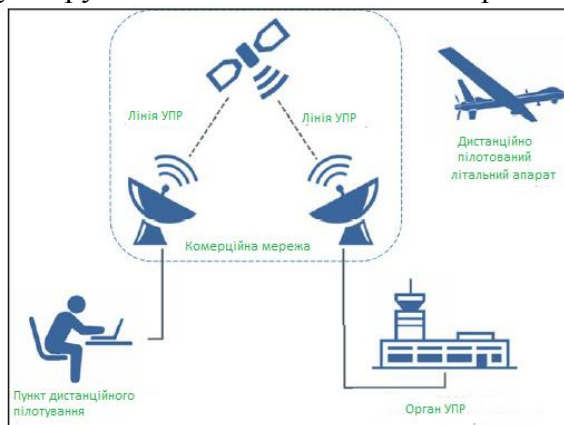 Лінія УПР
Лінія УПР
Дистанційно
пілотований
літальний апарат
Комерційна мережа
Пункт дистанційного
пілотування
Орган УПР